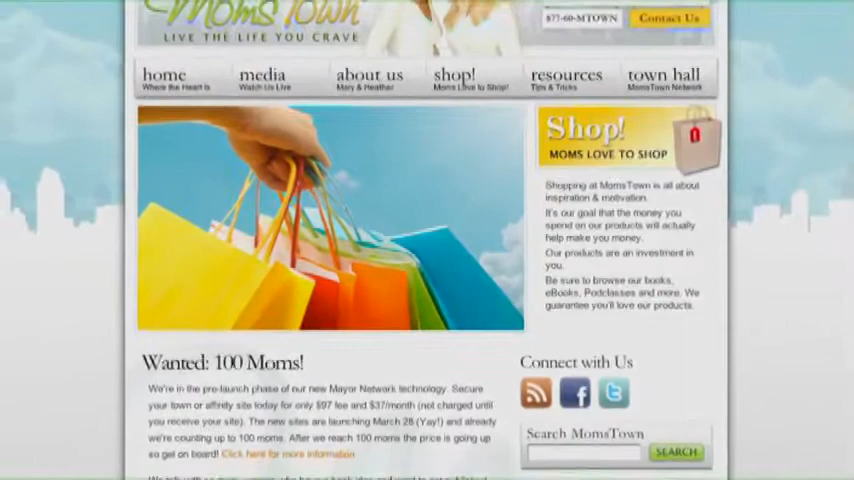 MomsTown
LIVE THE LIFE YOU CRAVE
877-60-MTOWN
Contact Us
home
Where the Heart Is
media
Watch Us Live
about us
Mary & Heather
shop!
Moms Love to Shop!
resources
Tips & Tricks
town hall
MomsTown Network
Shop!
MOMS LOVE TO SHOP
Shopping at MomsTown is all about
inspiration & motivation.
It's our goal that the money you
spend on our products will actually
help make you money.
Our products are an investment in
you.
Be sure to browse our books,
eBooks, Podclasses and more. We
guarantee you'll love our products.
Wanted: 100 Moms!
We're in the pre-launch phase of our new Mayor Network technology. Secure
your town or affinity site today for only $97 fee and $37/month (not charged until
you receive your site). The new sites are launching March 28 (Yay!) and already
we're counting up to 100 moms. After we reach 100 moms the price is going up
so get on board! Click here for more information
Connect with Us
Search MomsTown
SEARCH